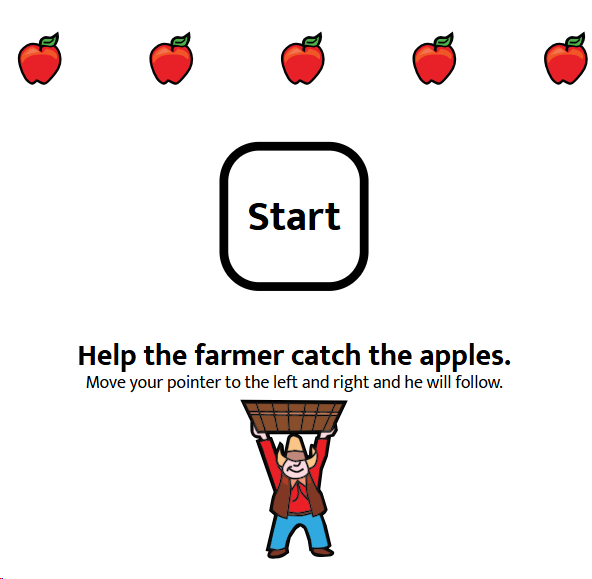 Start
Help the farmer catch the apples.
Move your pointer to the left and right and he will follow.